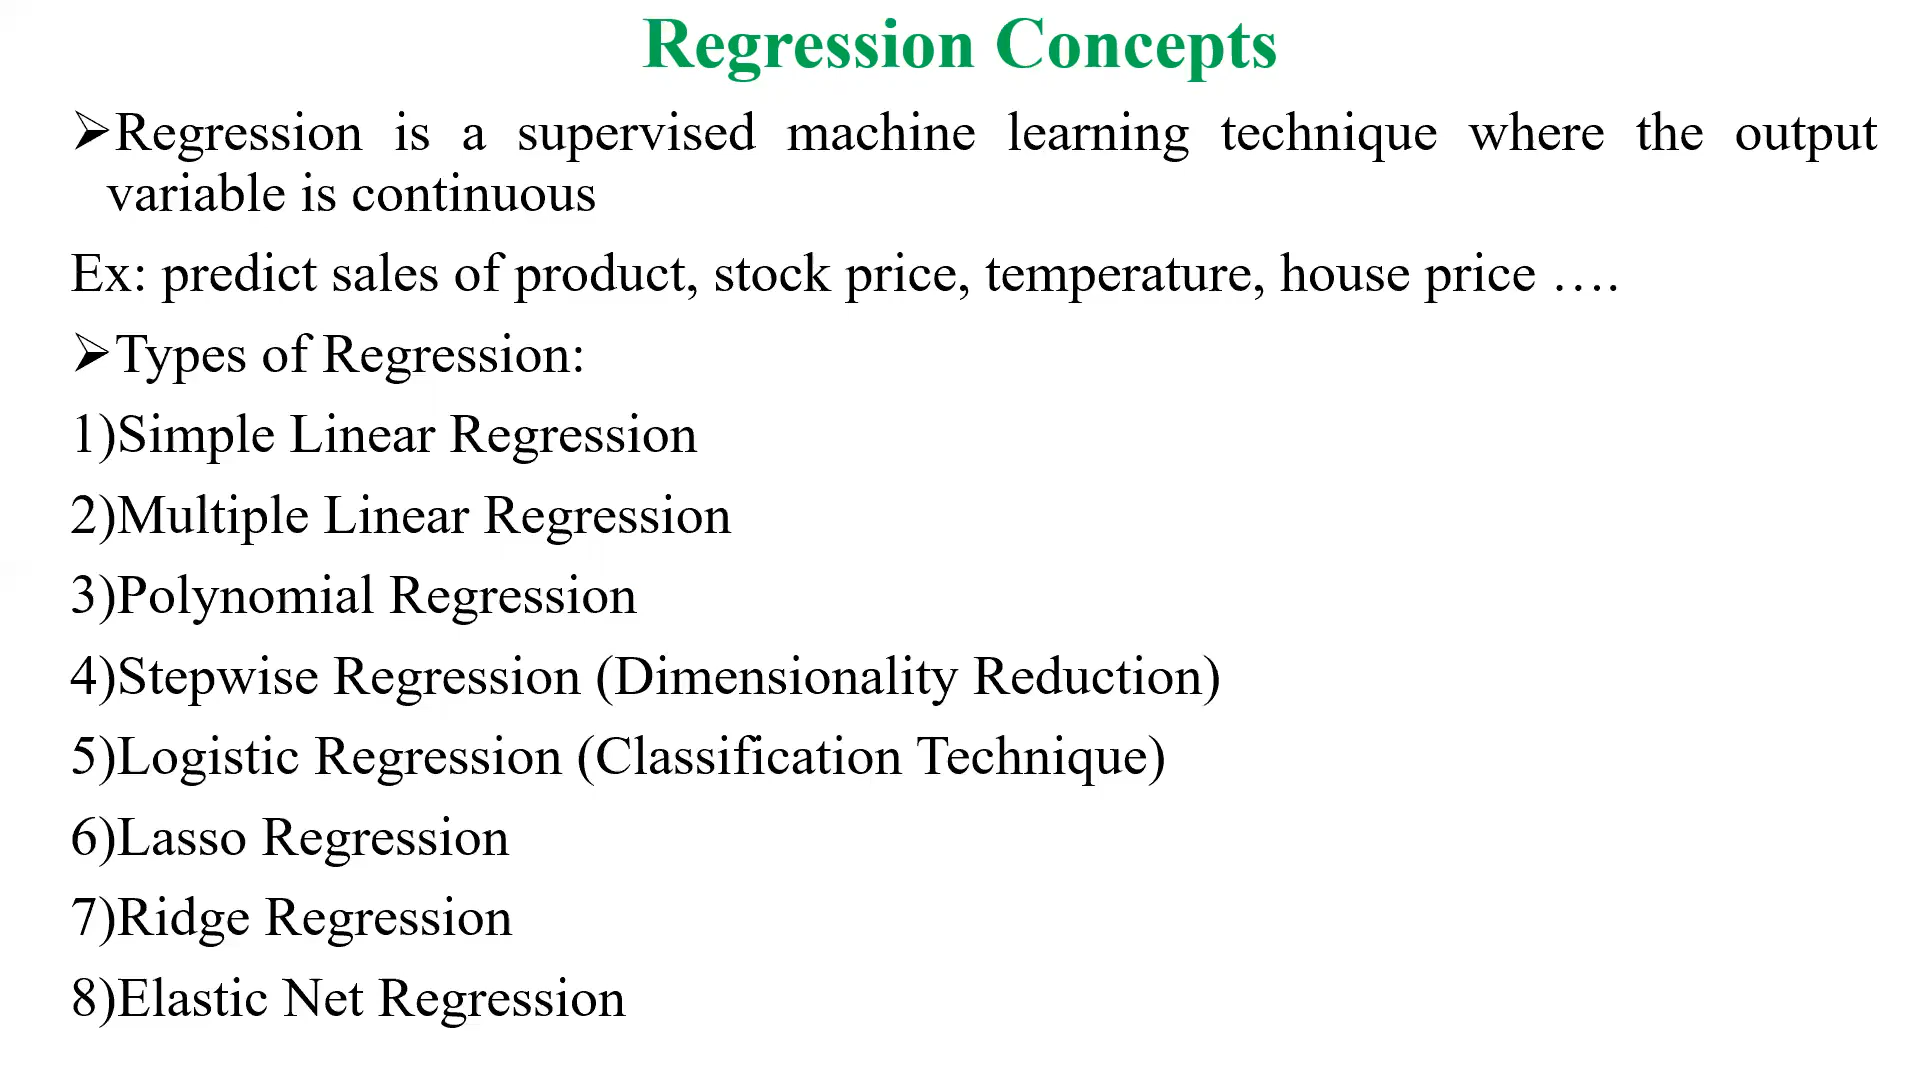 Regression Concepts
➢Regression is a supervised machine learning technique where the output
variable is continuous
Ex: predict sales of product, stock price, temperature, house price ….
➢Types of Regression:
1)Simple Linear Regression
2)Multiple Linear Regression
3)Polynomial Regression
4)Stepwise Regression (Dimensionality Reduction)
5)Logistic Regression (Classification Technique)
6)Lasso Regression
7)Ridge Regression
8)Elastic Net Regression